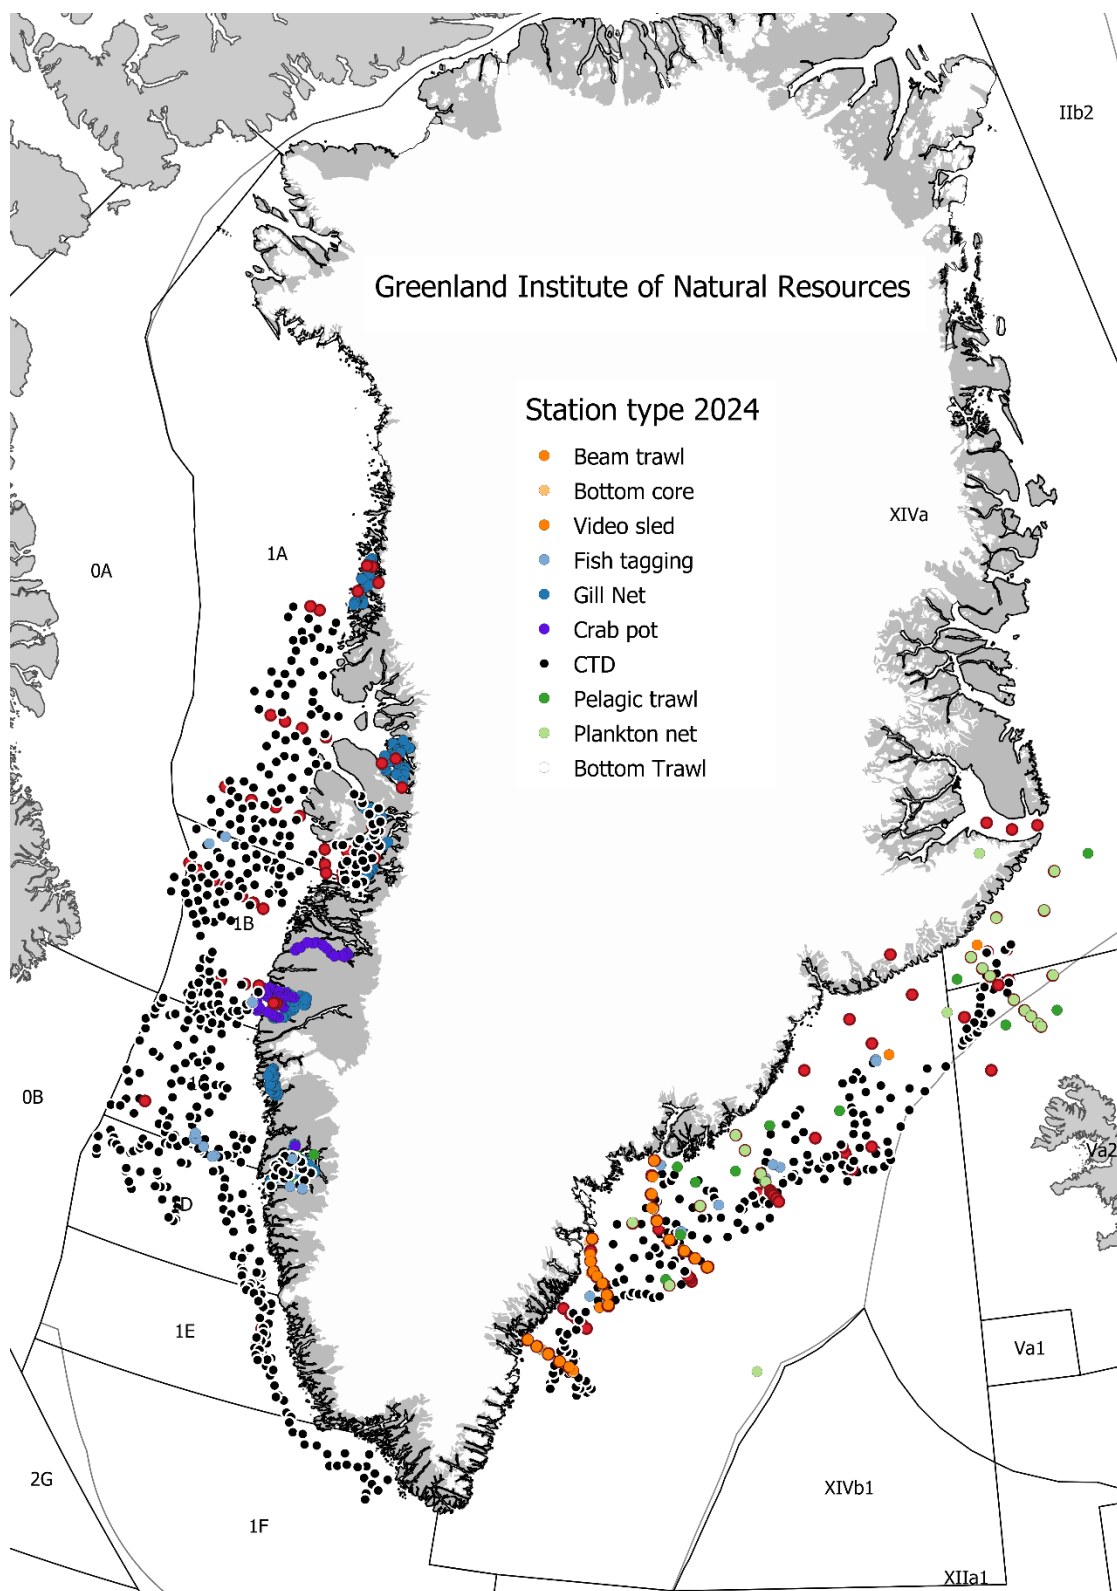 IIb2
Greenland Institute of Natural Resources
Station type 2024
Beam trawl
Bottom core
Video sled
Fish tagging
Gill Net
Crab pot
CTD
Pelagic trawl
Plankton net
Bottom Trawl
XIVa
1A
0A
1B
0B
Va2
D
1E
Va1
2G
XIVb1
1F
XIIa1